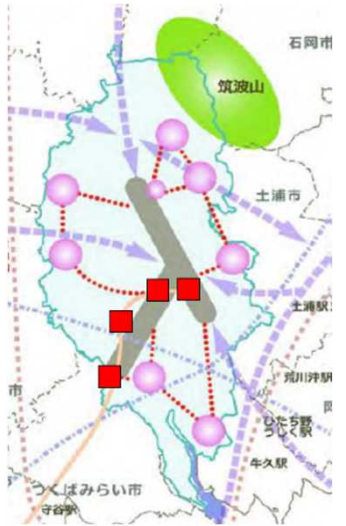 石岡市
筑波山
土浦市
土浦駅
荒川沖駅
市
ひたち野
うしく駅
牛久駅
つくばみらい市
守谷駅